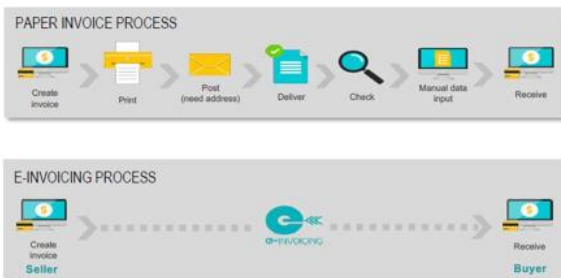 PAPER INVOICE PROCESS
Create
invoice
Print
Post
(need address)
Deliver
Check
Manual data
input
Receive
E-INVOICING PROCESS
Create
invoice
Seller
e-INVOICING
Receive
Buyer